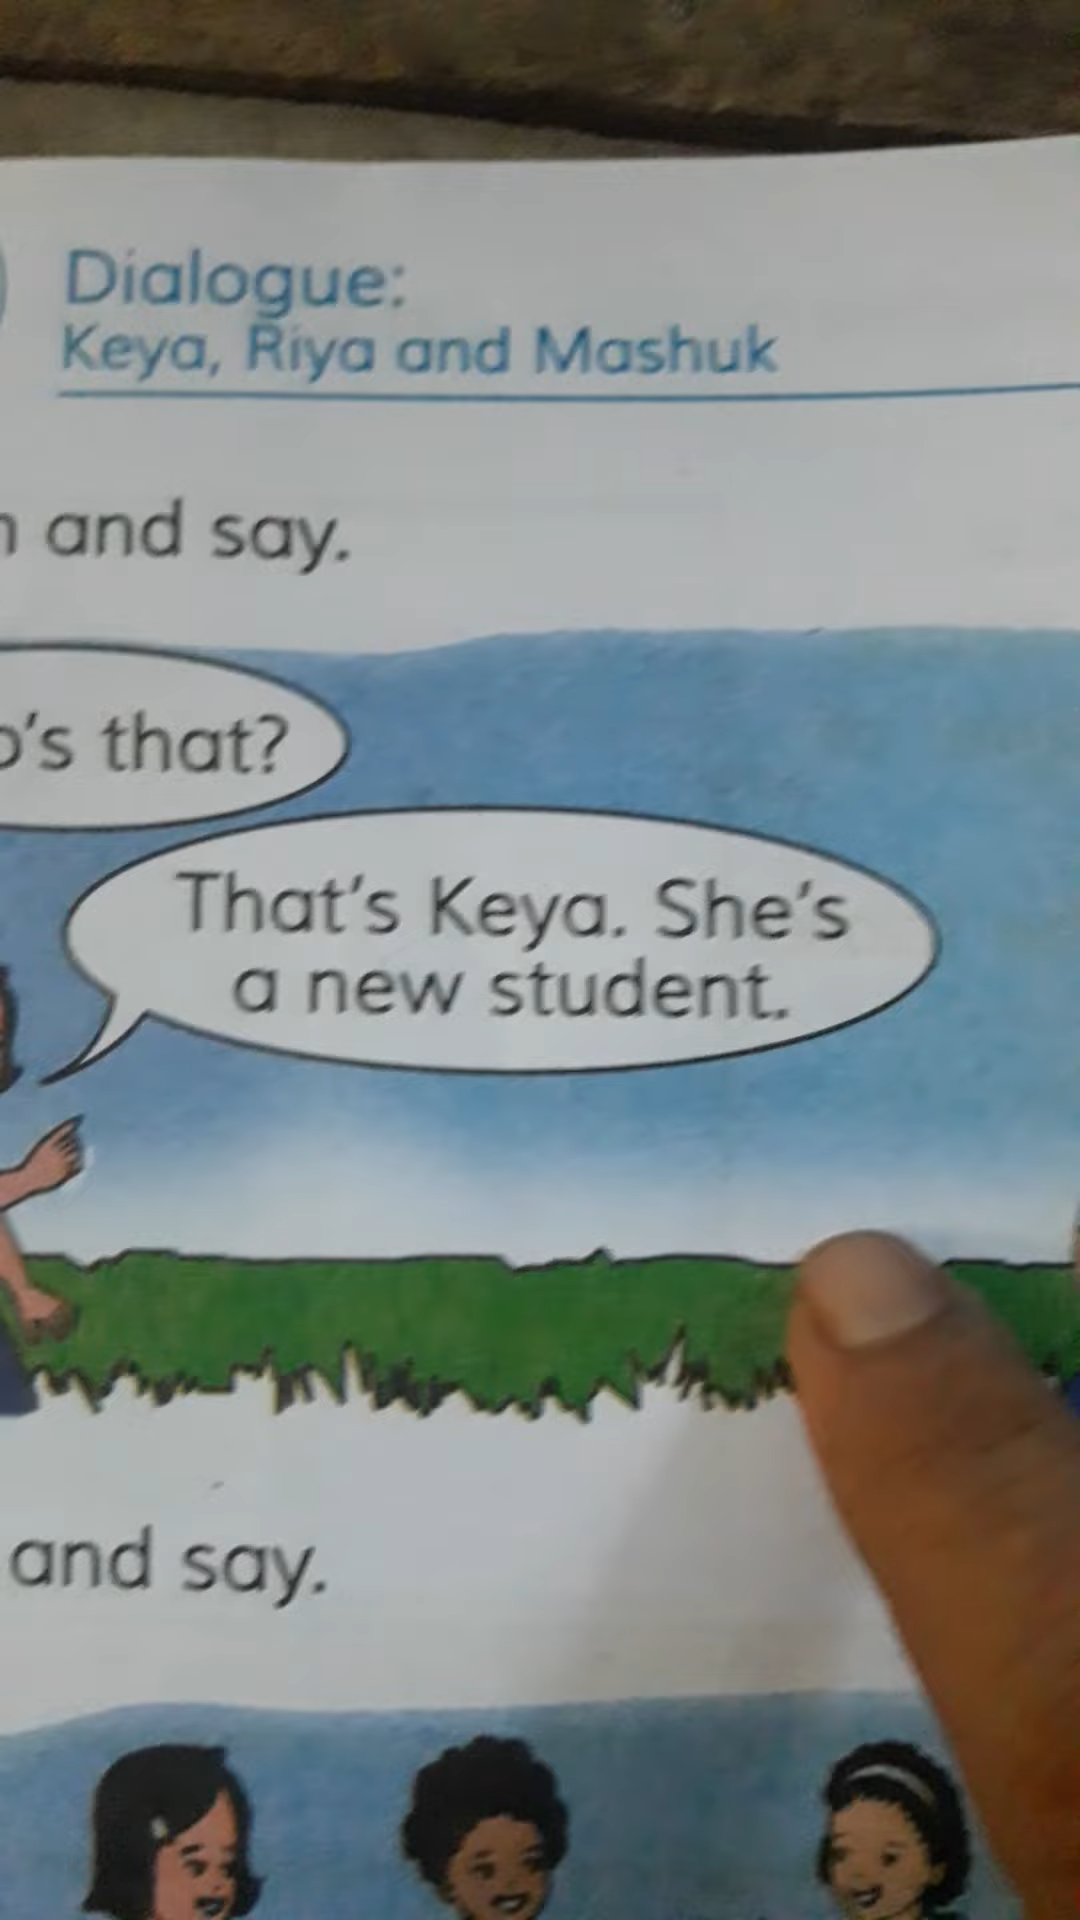 Dialogue:
Keya, Riya and Mashuk
and say.
that?
That's Keya. She's
a new student.
and say.